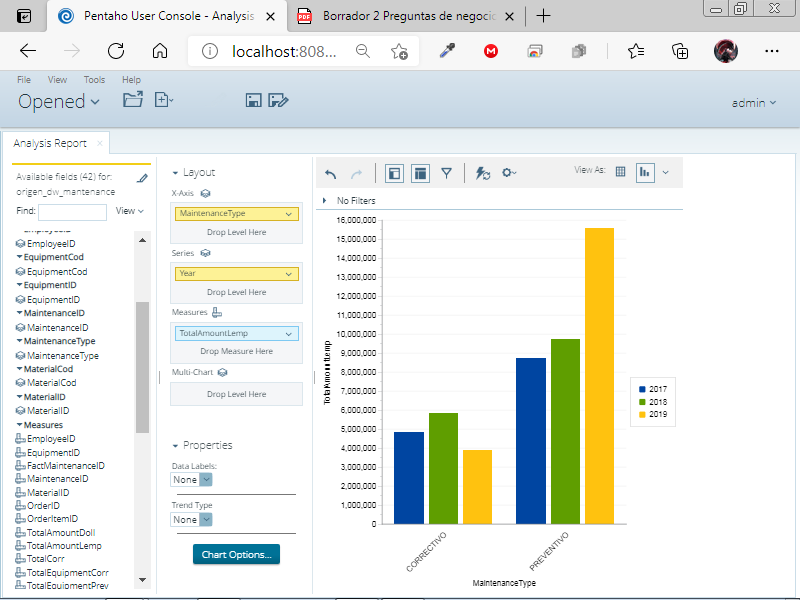 Pentaho User Console - Analysis
PDF
Borrador 2 Preguntas de negocio
localhost:808...
File View Tools Help
Opened
admin
Analysis Report
Available fields (42) for:
origen_dw_mantenance
Find:
View
EmployeeID
EmployeeID
EquipmentCod
EquipmentCod
EquipmentID
EquipmentID
MaintenanceID
MaintenanceID
MaintenanceType
MaintenanceType
MaterialCod
MaterialCod
MaterialID
MaterialID
Measures
EmployeeID
EquipmentID
FactMaintenanceID
MaintenanceID
MaterialID
OrderID
OrderItemID
TotalAmountDoll
TotalAmountLemp
TotalCorr
TotalEquipmentCorr
TotalEquipmentPrev
Layout
X-Axis
MaintenanceType
Drop Level Here
Series
Year
Drop Level Here
Measures
TotalAmountLemp
Drop Measure Here
Multi-Chart
Drop Level Here
Properties
Data Labels:
None
Trend Type
None
Chart Options...
View As:
No Filters
16,000,000
15,000,000
14,000,000
13,000,000
12,000,000
11,000,000
10,000,000
9,000,000
8,000,000
7,000,000
6,000,000
5,000,000
4,000,000
3,000,000
2,000,000
1,000,000
0
TotalAmountLemp
CORRECTIVO
PREVENTIVO
MaintenanceType
2017
2018
2019